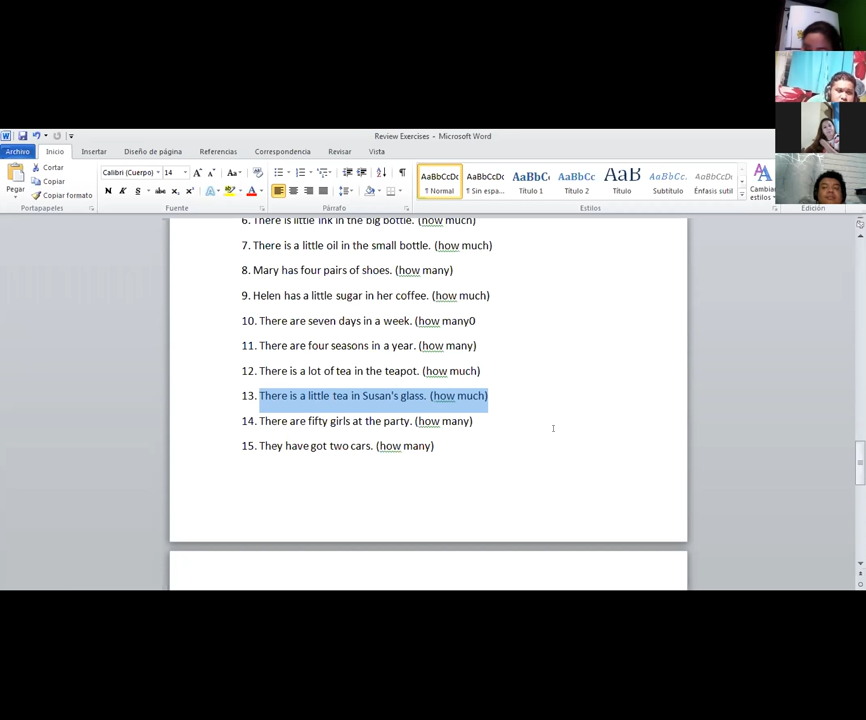 Review Exercises - Microsoft Word
Archivo Inicio Insertar Diseño de página Referencias Correspondencia Revisar Vista
Pegar
Cortar
Copiar
Copiar formato
Portapapeles
Calibri (Cuerpo) 14
Fuente
AaBbCcDc
¶ Normal
AaBbCcDc
¶ Sin espa...
AaBbC
Título 1
AaBbCc
Título 2
AaB
Título
AaBbCc.
Subtítulo
AaBbCcDc
Énfasis sutil
Estilos
Cambiar
estilos
Edición
6. There is little ink in the big bottle. (how much)
7. There is a little oil in the small bottle. (how much)
8. Mary has four pairs of shoes. (how many)
9. Helen has a little sugar in her coffee. (how much)
10. There are seven days in a week. (how many0
11. There are four seasons in a year. (how many)
12. There is a lot of tea in the teapot. (how much)
13. There is a little tea in Susan's glass. (how much)
14. There are fifty girls at the party. (how many)
15. They have got two cars. (how many)